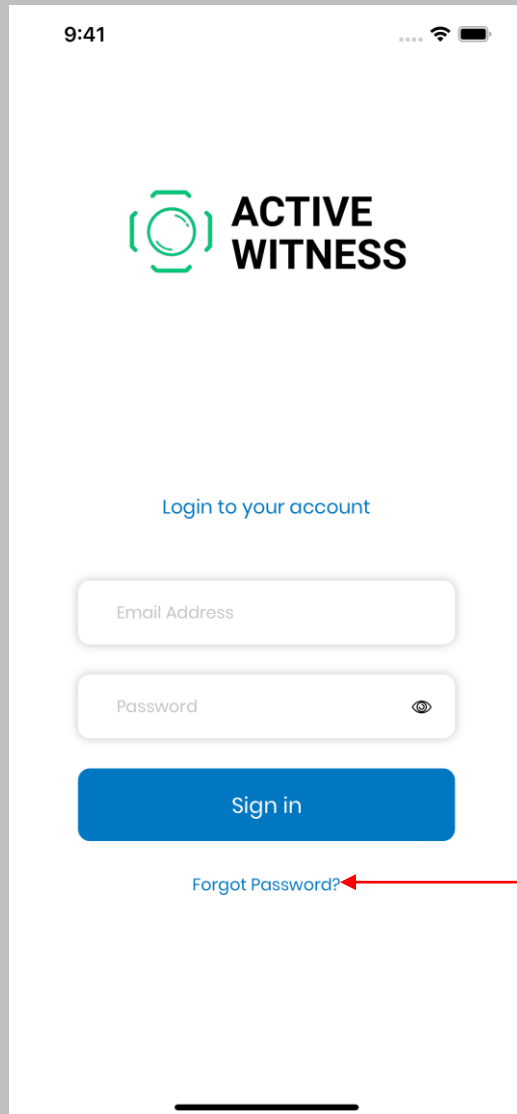 9:41
ACTIVE
WITNESS
Login to your account
Email Address
Password
Sign in
Forgot Password?